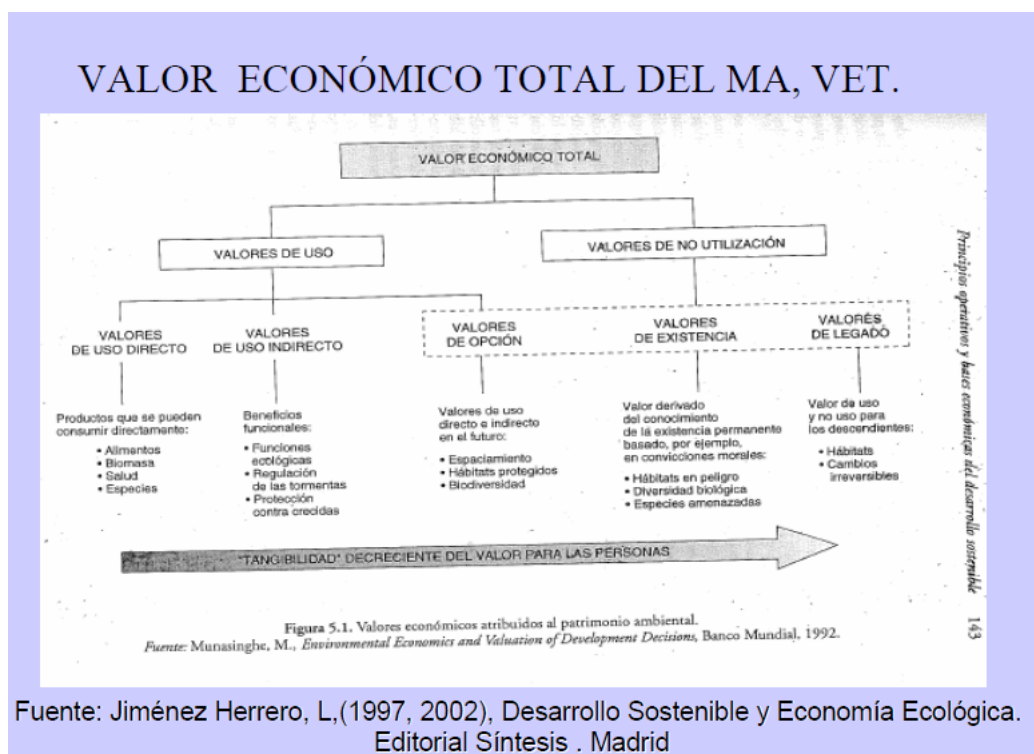 VALOR ECONÓMICO TOTAL DEL MA, VET.
VALOR ECONÓMICO TOTAL
VALORES DE USO
VALORES DE NO UTILIZACIÓN
VALORES
DE USO DIRECTO
VALORES
DE USO INDIRECTO
VALORES
DE OPCIÓN
VALORES
DE EXISTENCIA
VALORES
DE LEGADO
Productos que se pueden
consumir directamente:
• Alimentos
• Biomasa
• Salud
• Especies
Beneficios
funcionales:
• Funciones
ecológicas
• Regulación
de las tormentas
• Protección
contra crecidas
Valores de uso
directo e indirecto
en el futuro:
• Espaciamiento
• Hábitats protegidos
• Biodiversidad
Valor derivado
del conocimiento
de la existencia permanente
basado, por ejemplo,
en convicciones morales:
• Hábitats en peligro
• Diversidad biológica
• Especies amenazadas
Valor de uso
y no uso para
los descendientes:
• Hábitats
• Cambios
irreversibles
"TANGIBILIDAD" DECRECIENTE DEL VALOR PARA LAS PERSONAS
Principios operativos y bases económicas del desarrollo sostenible
143
Figura 5.1. Valores económicos atribuidos al patrimonio ambiental.
Fuente: Munasinghe, M., Environmental Economics and Valuation of Development Decisions, Banco Mundial, 1992.
Fuente: Jiménez Herrero, L,(1997, 2002), Desarrollo Sostenible y Economía Ecológica.
Editorial Síntesis . Madrid